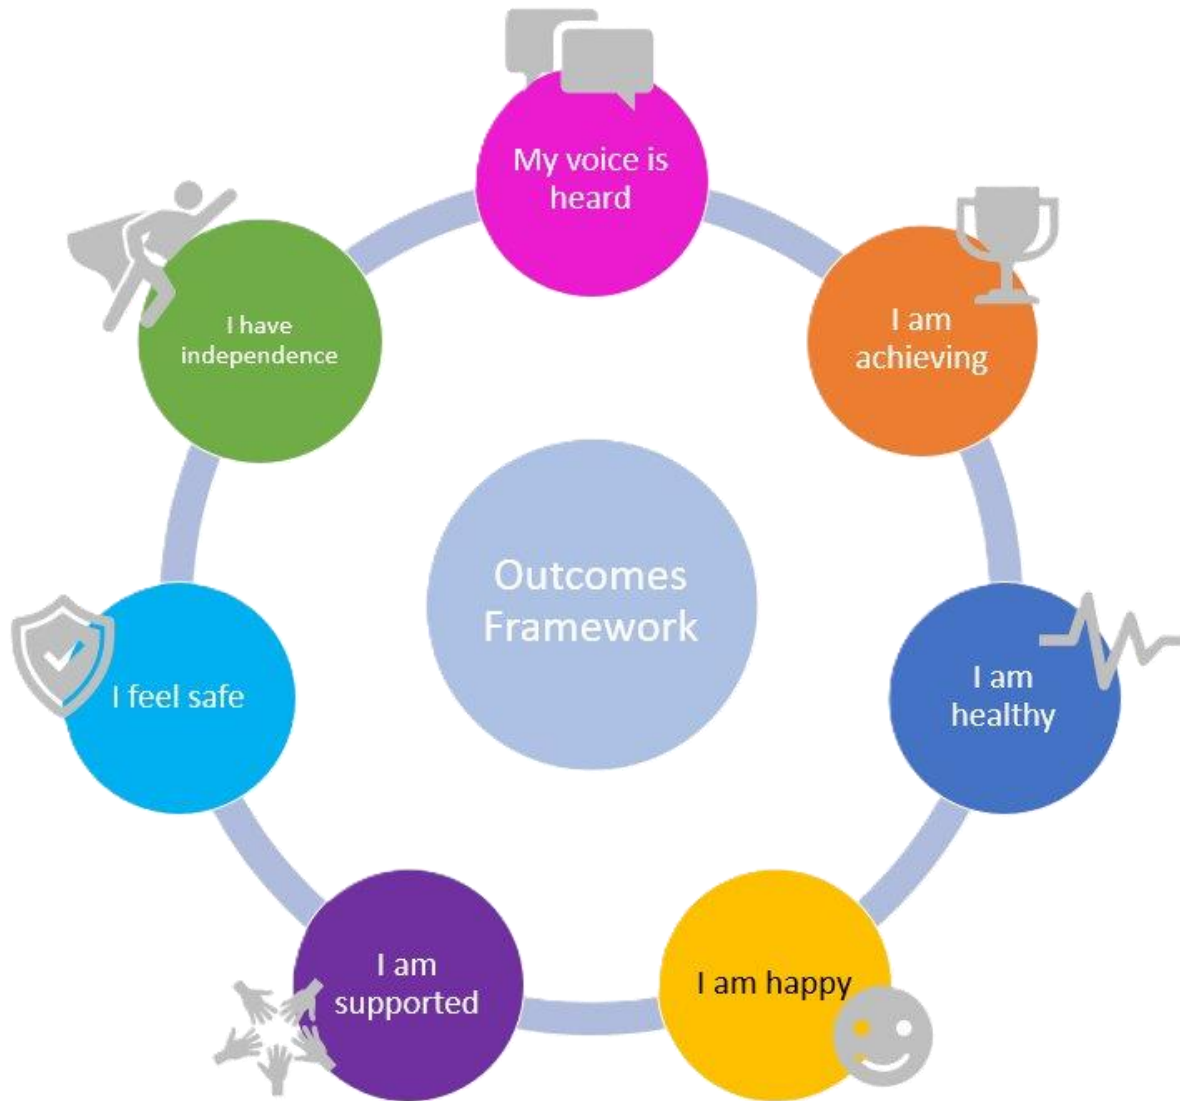 My voice is
heard
I am
achieving
I am
healthy
I am happy
I am
supported
I feel safe
I have
independence
Outcomes
Framework